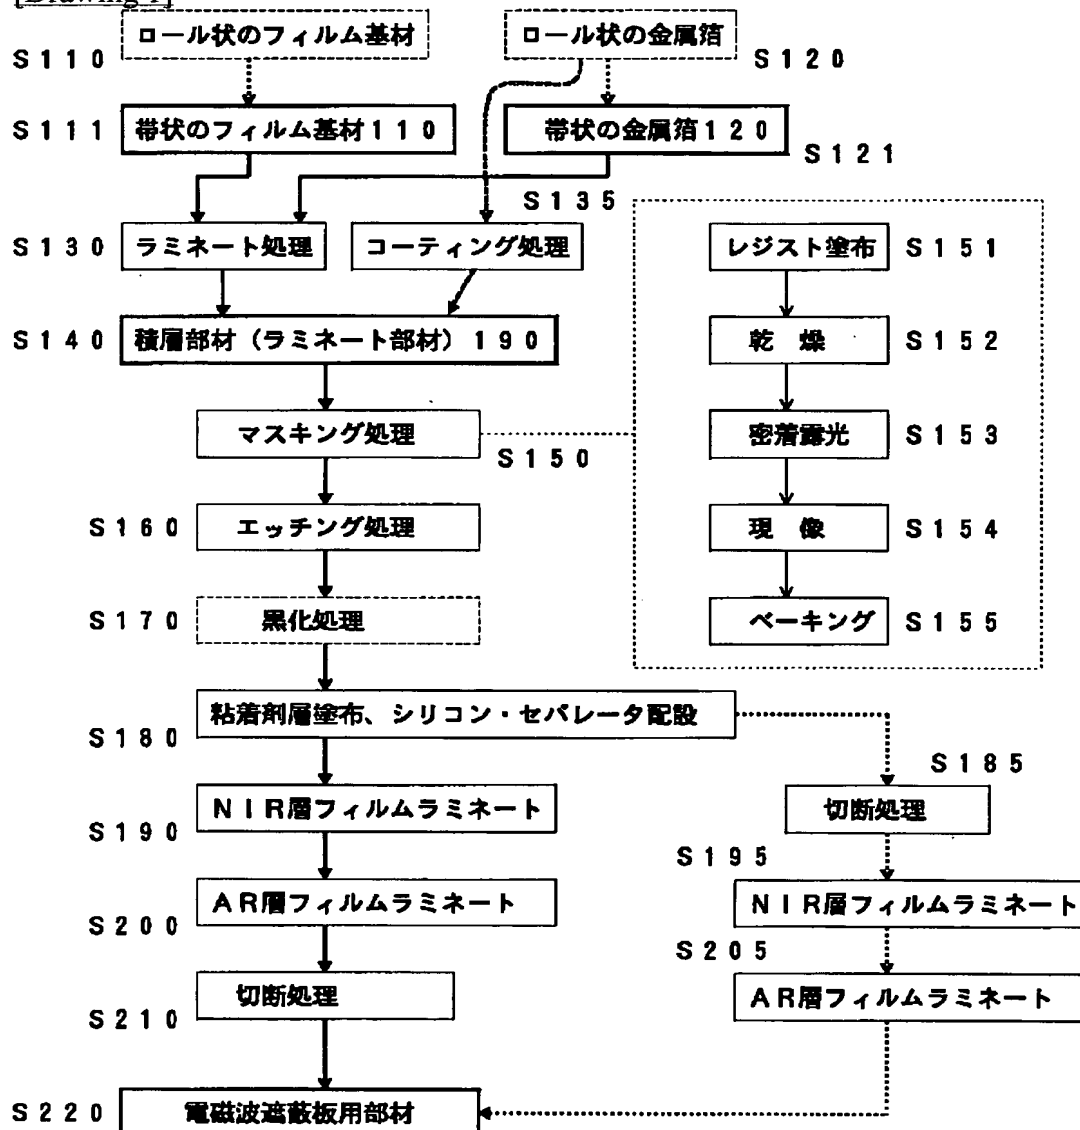 [Drawing 1]
ロール状のフィルム基材
ロール状の金属箔
S110
S120
S111
帯状のフィルム基材110
帯状の金属箔120
S121
S135
S130
ラミネート処理
コーティング処理
レジスト塗布
S151
S140
積層部材（ラミネート部材）190
乾　燥
S152
マスキング処理
S150
密着露光
S153
S160
エッチング処理
現　像
S154
S170
黒化処理
ベーキング
S155
S180
粘着剤層塗布、シリコン・セパレータ配設
S185
S190
NIR層フィルムラミネート
切断処理
S195
S200
AR層フィルムラミネート
NIR層フィルムラミネート
S205
S210
切断処理
AR層フィルムラミネート
S220
電磁波遮蔽板用部材